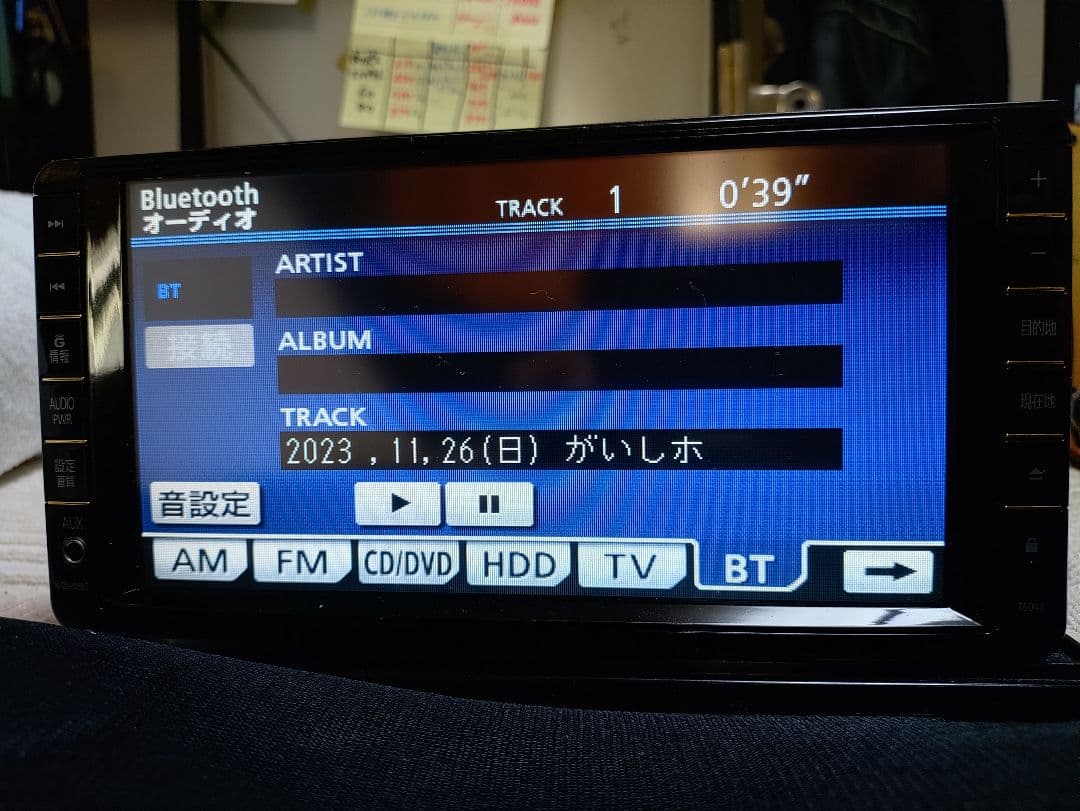 Bluetooth
オーディオ
TRACK 1 0'39"
ARTIST
BT
接続
ALBUM
TRACK
2023 ,11,26(日) がいしホ
音設定
AM FM CD/DVD HDD TV BT
G
情報
AUDIO
PWR
設定
AUX
+
−
目的地
現在地